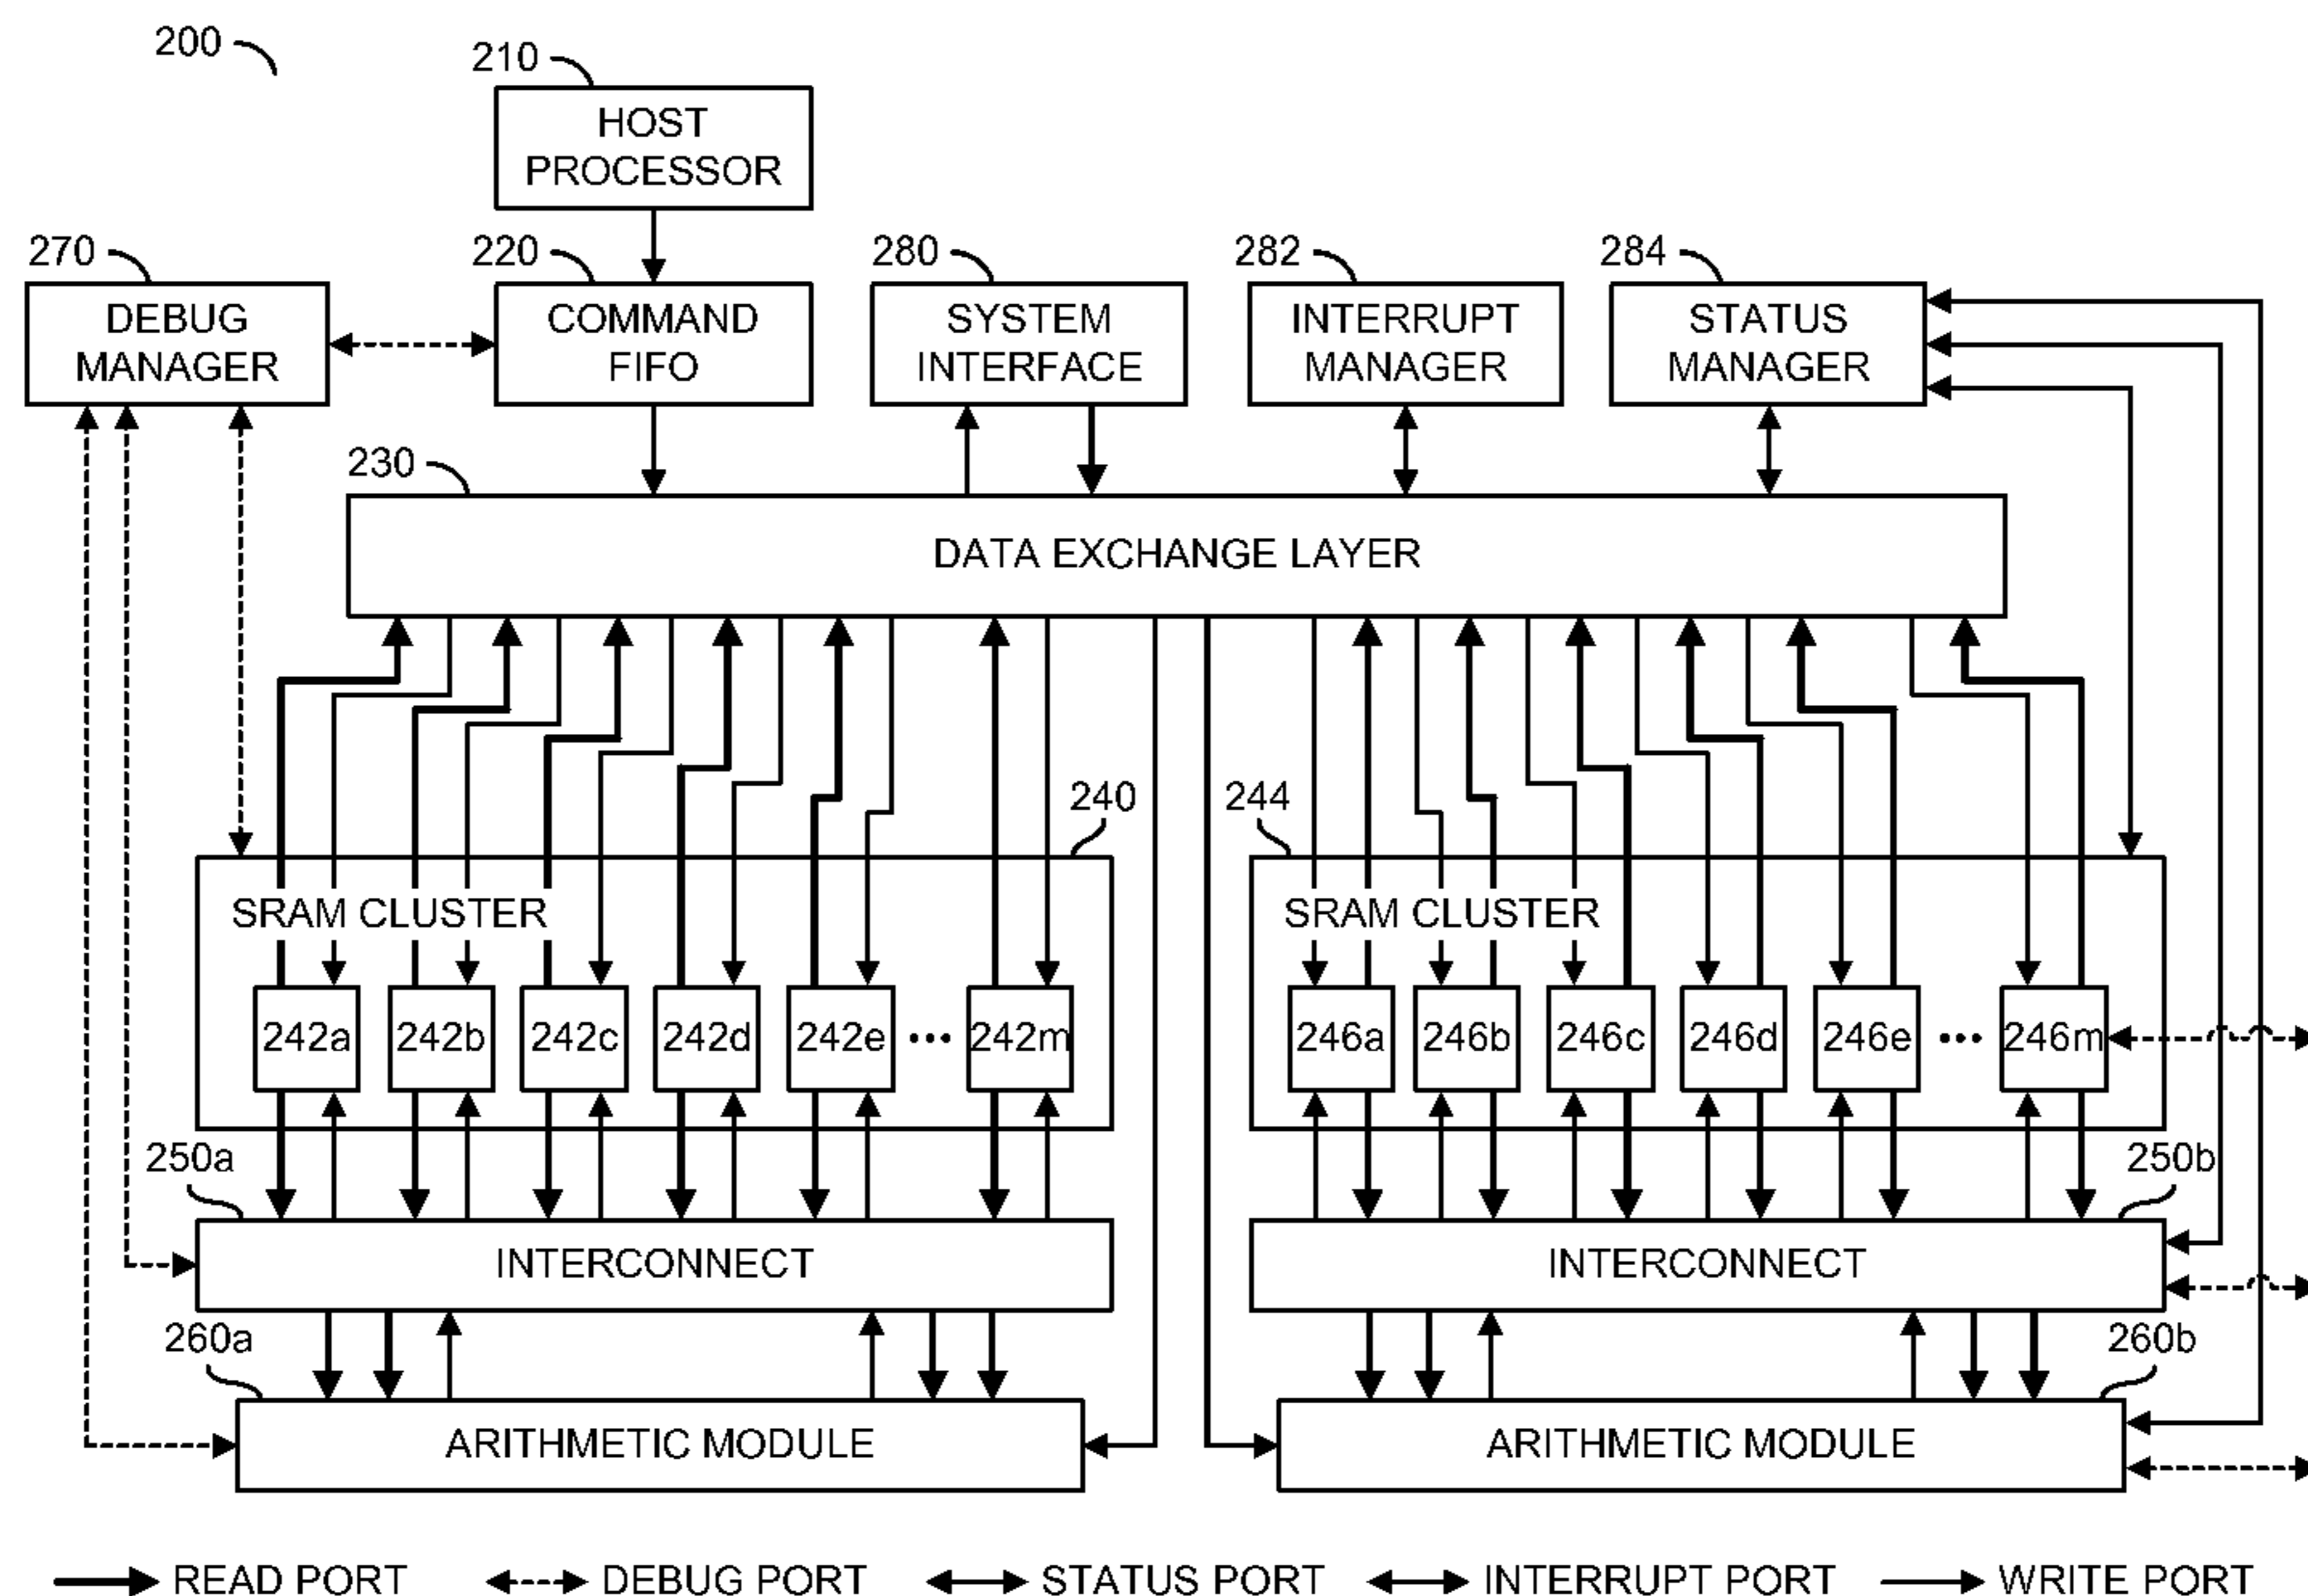 200
210
HOST
PROCESSOR
270
220
280
282
284
DEBUG
MANAGER
COMMAND
FIFO
SYSTEM
INTERFACE
INTERRUPT
MANAGER
STATUS
MANAGER
230
DATA EXCHANGE LAYER
240
244
SRAM CLUSTER
SRAM CLUSTER
242a 242b 242c 242d 242e ••• 242m
246a 246b 246c 246d 246e ••• 246m
250a
250b
INTERCONNECT
INTERCONNECT
260a
260b
ARITHMETIC MODULE
ARITHMETIC MODULE
READ PORT DEBUG PORT STATUS PORT INTERRUPT PORT WRITE PORT